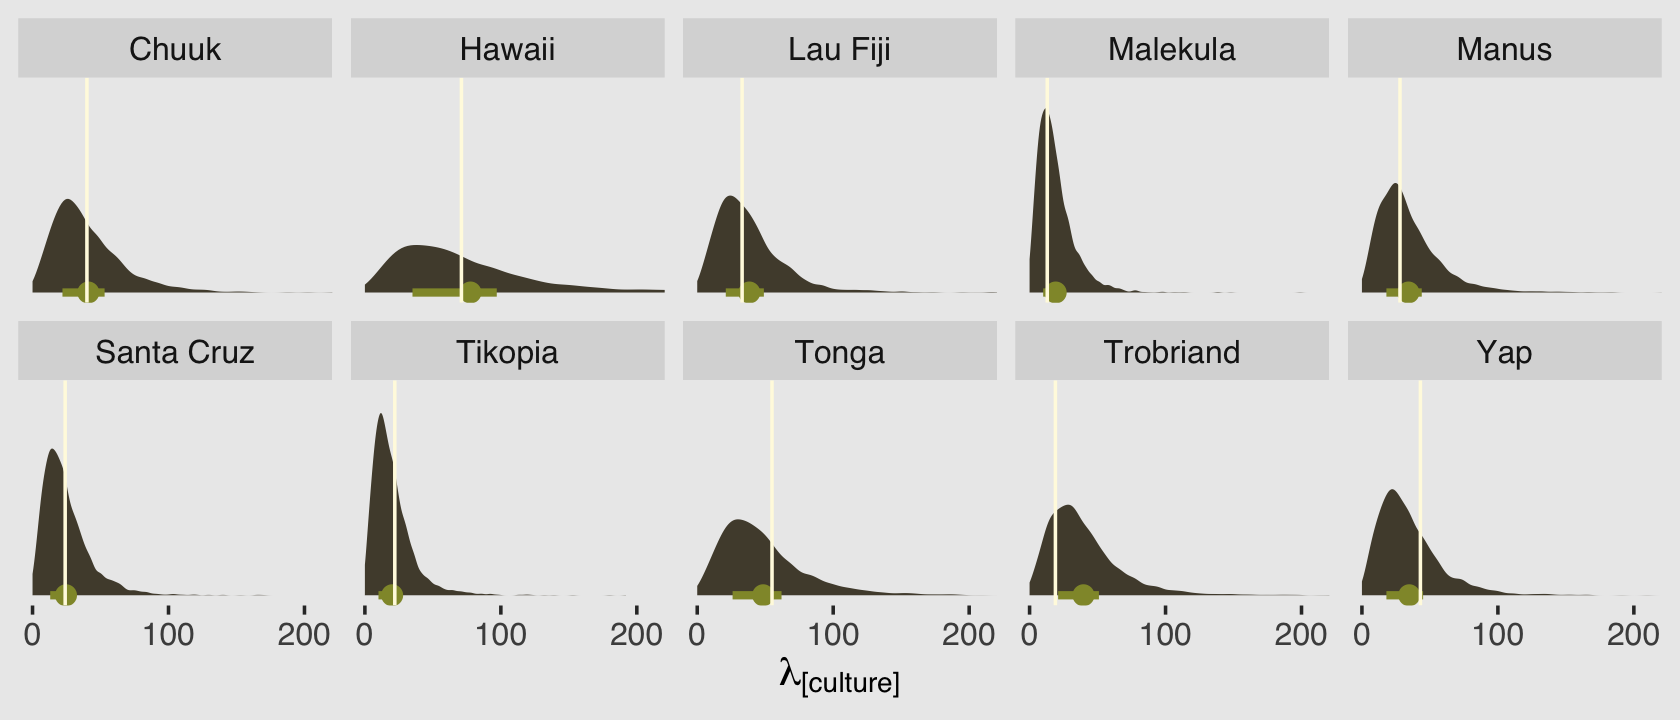 Chuuk Hawaii Lau Fiji Malekula Manus
Santa Cruz Tikopia Tonga Trobriand Yap
0 100 200 0 100 200 0 100 200 0 100 200 0 100 200
λ[culture]